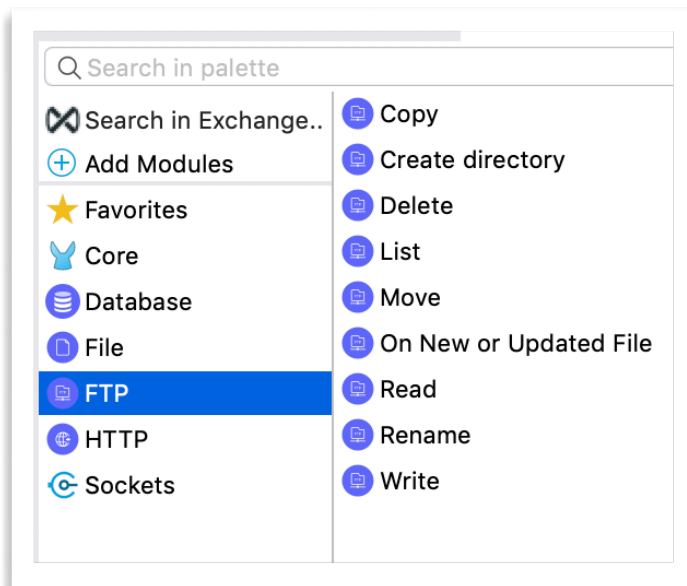 Search in palette
Search in Exchange..
Add Modules
Favorites
Core
Database
File
FTP
HTTP
Sockets
Copy
Create directory
Delete
List
Move
On New or Updated File
Read
Rename
Write